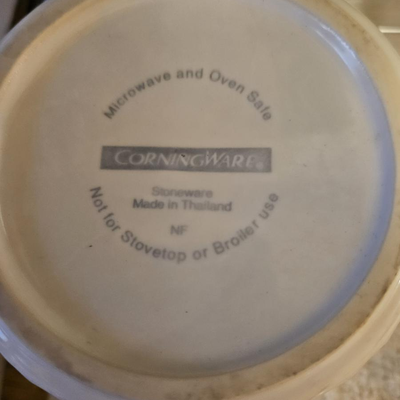 Microwave and Oven Safe
CORNINGWARE®
Stoneware
Made in Thailand
NF
Not for Stovetop or Broiler use